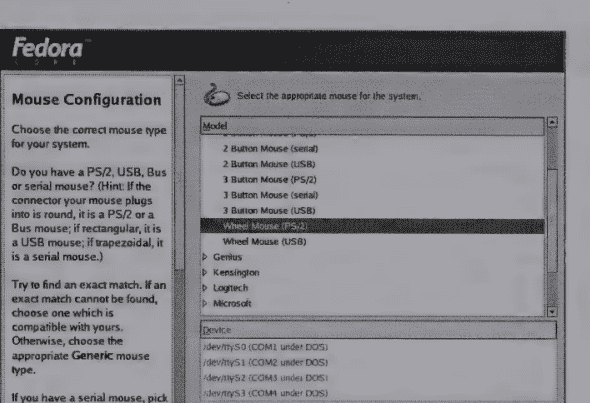 Fedora
CORE
Mouse Configuration
Choose the correct mouse type
for your system.
Do you have a PS/2, USB, Bus
or serial mouse? (Hint: If the
connector your mouse plugs
into is round, it is a PS/2 or a
Bus mouse; if rectangular, it is
a USB mouse; if trapezoidal, it
is a serial mouse.)
Try to find an exact match. If an
exact match cannot be found,
choose one which is
compatible with yours.
Otherwise, choose the
appropriate Generic mouse
type.
If you have a serial mouse, pick
Select the appropriate mouse for the system.
Model
2 Button Mouse (PS/2)
2 Button Mouse (serial)
2 Button Mouse (USB)
3 Button Mouse (PS/2)
3 Button Mouse (serial)
3 Button Mouse (USB)
Wheel Mouse (PS/2)
Wheel Mouse (USB)
Genius
Kensington
Logitech
Microsoft
Device
/dev/ttyS0 (COM1 under DOS)
/dev/ttyS1 (COM2 under DOS)
/dev/ttyS2 (COM3 under DOS)
/dev/ttyS3 (COM4 under DOS)